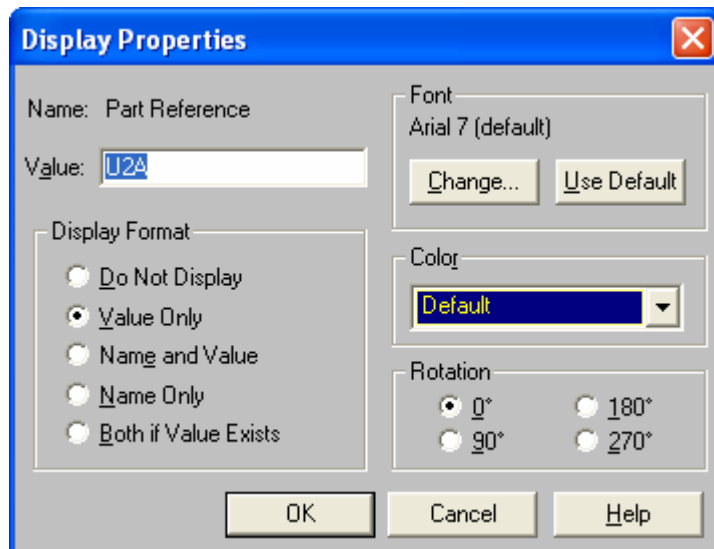 Display Properties
Name: Part Reference
Value: U2A
Display Format
Do Not Display
Value Only
Name and Value
Name Only
Both if Value Exists
Font
Arial 7 (default)
Change... Use Default
Color
Default
Rotation
0° 180°
90° 270°
OK Cancel Help